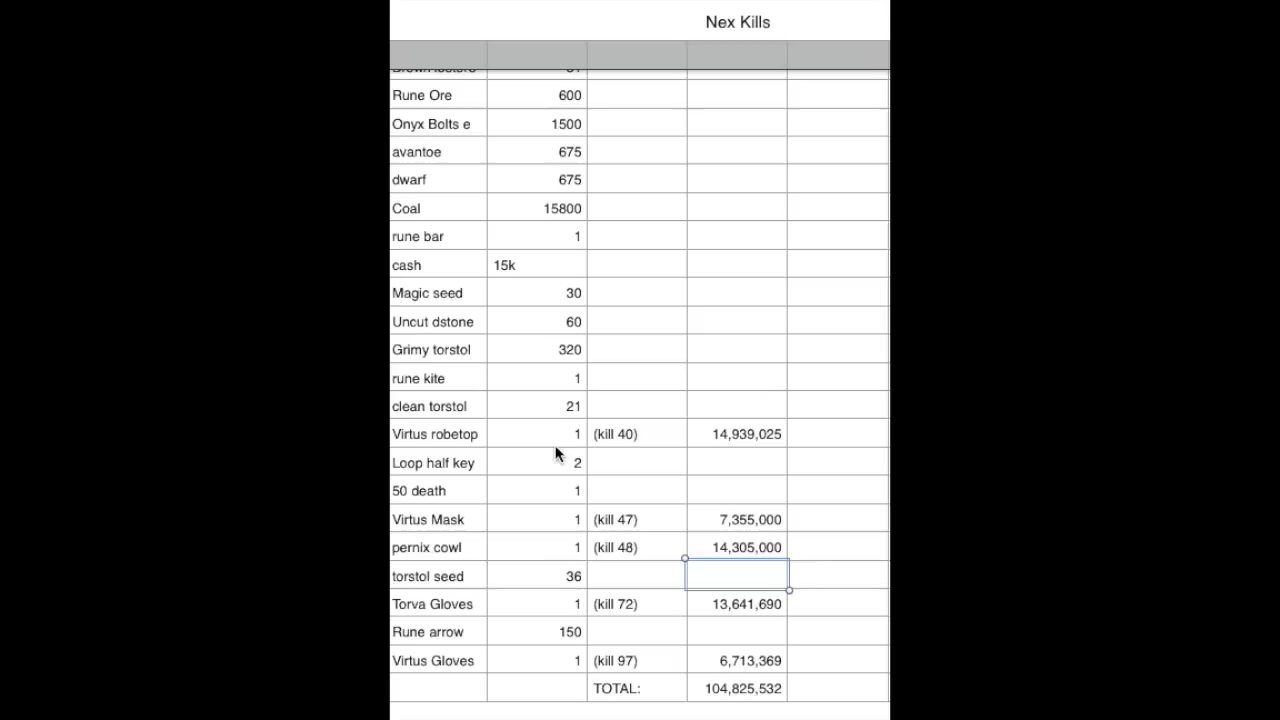 Nex Kills
Rune Ore 600
Onyx Bolts e 1500
avantoe 675
dwarf 675
Coal 15800
rune bar 1
cash 15k
Magic seed 30
Uncut dstone 60
Grimy torstol 320
rune kite 1
clean torstol 21
Virtus robetop 1 (kill 40) 14,939,025
Loop half key 2
50 death 1
Virtus Mask 1 (kill 47) 7,355,000
pernix cowl 1 (kill 48) 14,305,000
torstol seed 36
Torva Gloves 1 (kill 72) 13,641,690
Rune arrow 150
Virtus Gloves 1 (kill 97) 6,713,369
TOTAL: 104,825,532